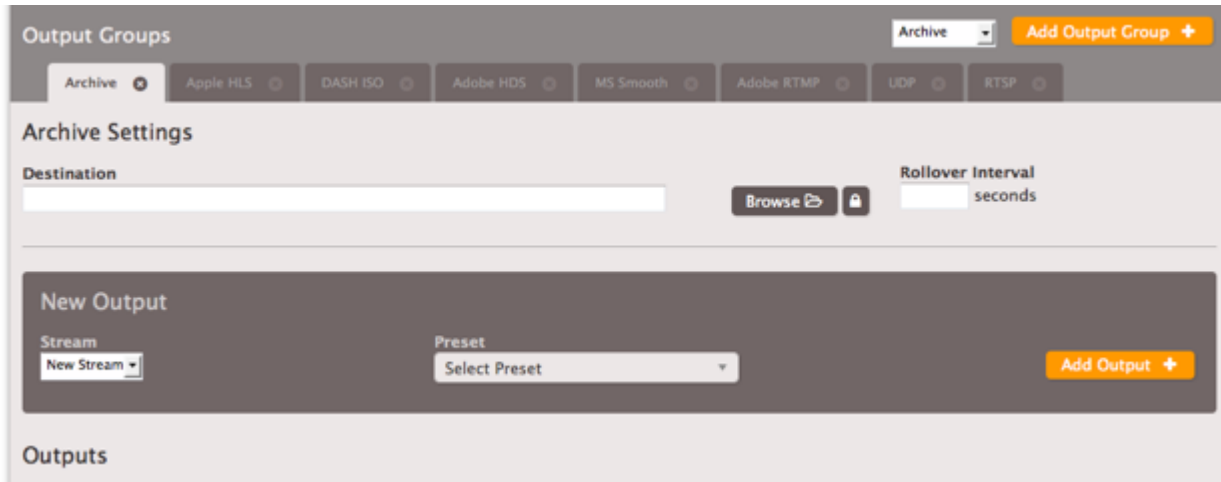 Output Groups Archive Add Output Group +
Archive Apple HLS DASH ISO Adobe HDS MS Smooth Adobe RTMP UDP RTSP
Archive Settings
Destination Rollover Interval
Browse seconds
New Output
Stream Preset
New Stream Select Preset Add Output +
Outputs